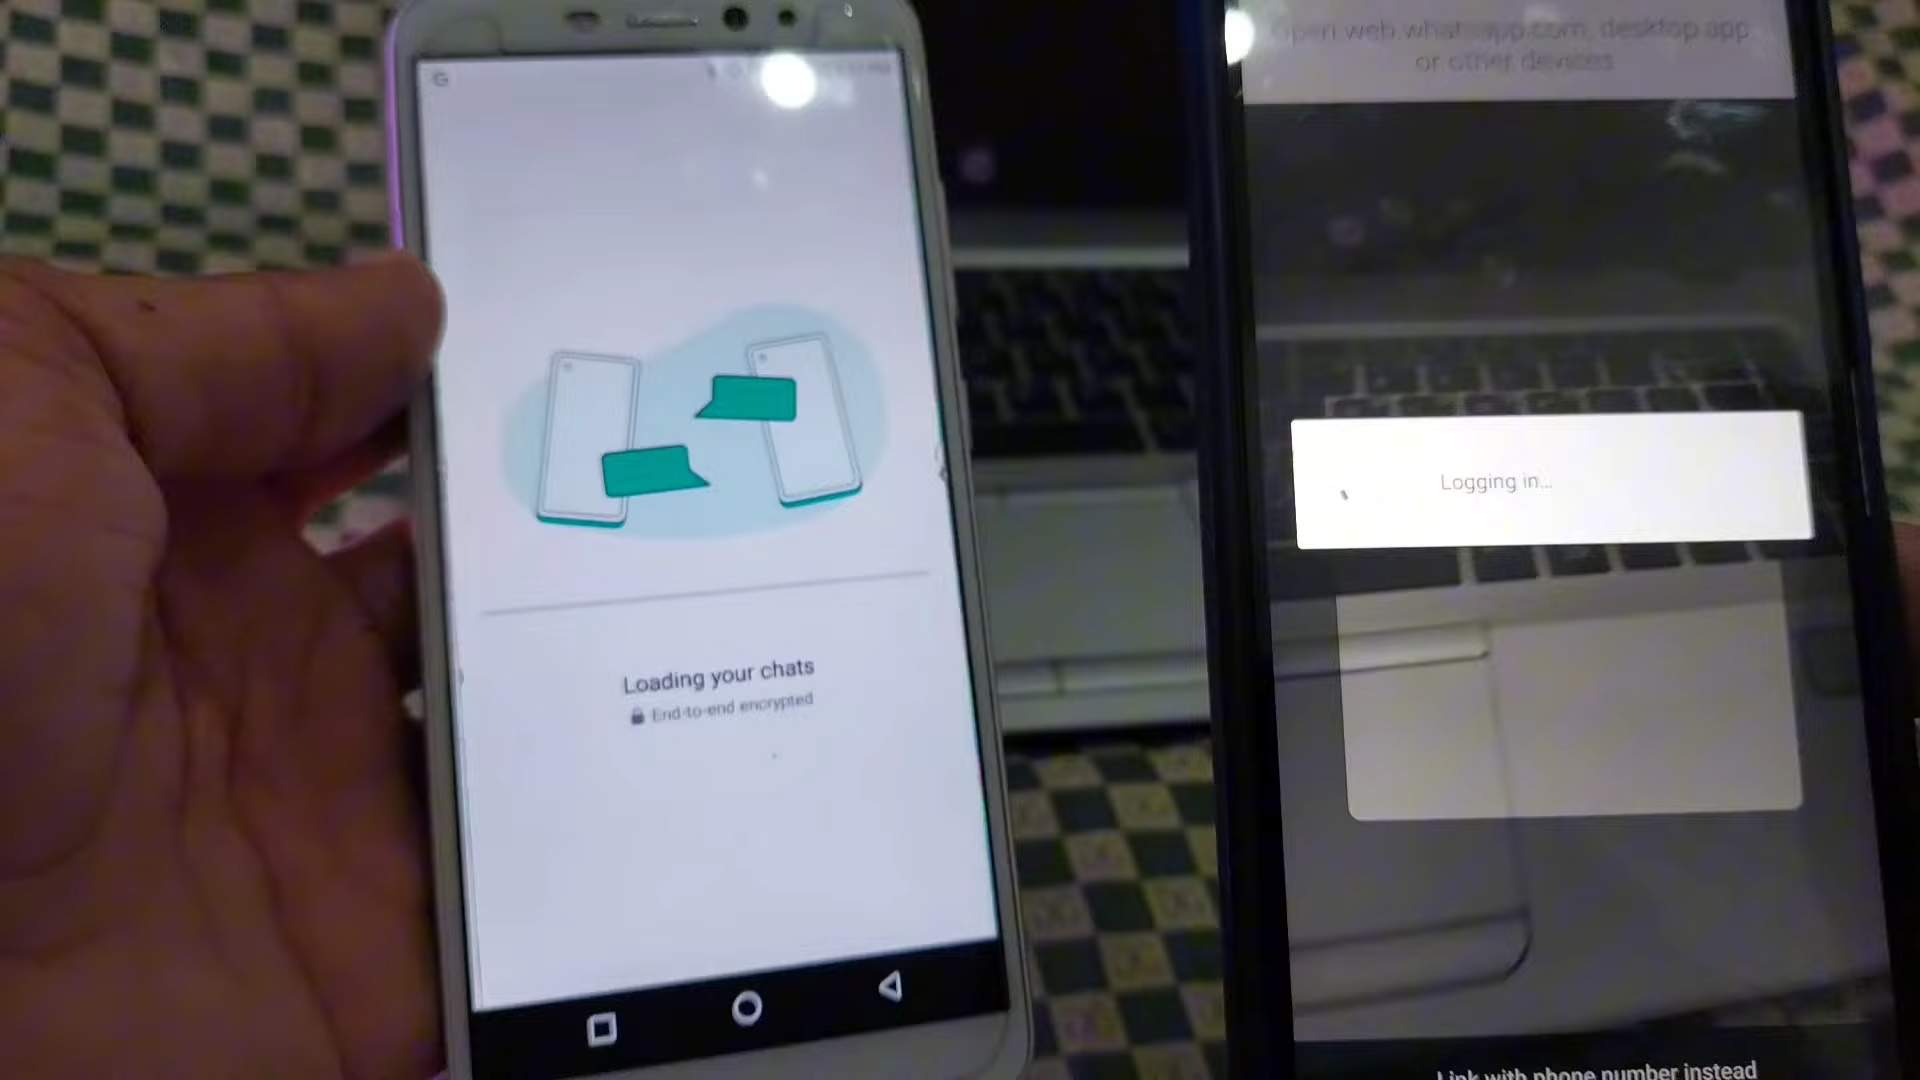 Loading your chats
End-to-end encrypted
open web.whatsapp.com, desktop app
or other devices
Logging in...
Link with phone number instead